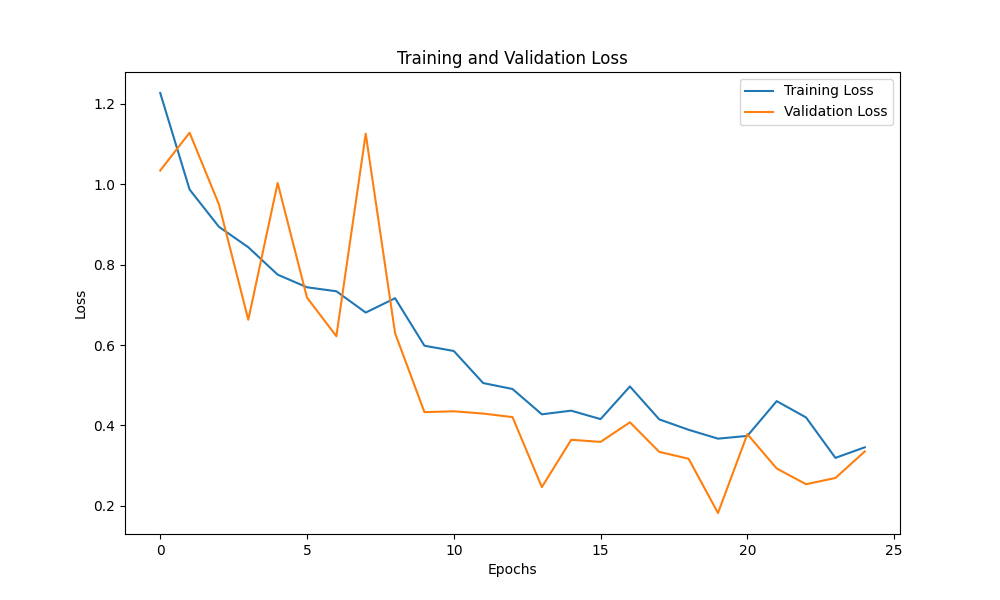 Training and Validation Loss
Training Loss
Validation Loss
1.2
1.0
0.8
0.6
0.4
0.2
Loss
0 5 10 15 20 25
Epochs